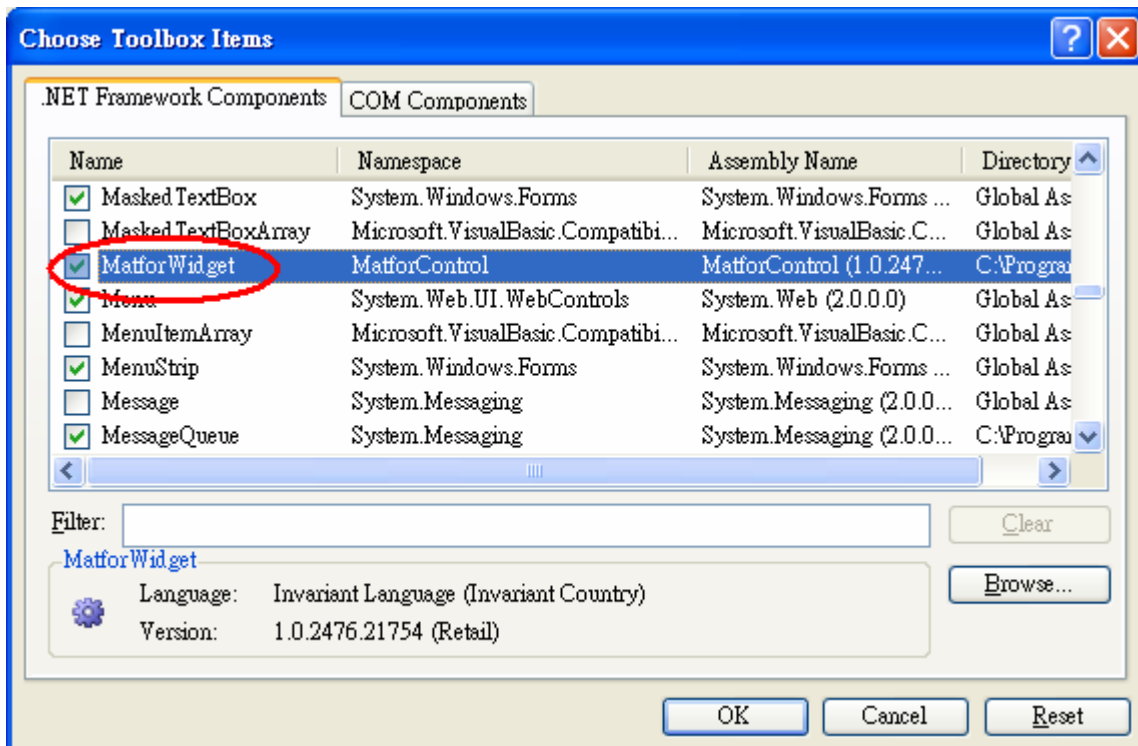 Choose Toolbox Items
.NET Framework Components COM Components
Name Namespace Assembly Name Directory
MaskedTextBox System.Windows.Forms System.Windows.Forms ... Global As
MaskedTextBoxArray Microsoft.VisualBasic.Compatibi... Microsoft.VisualBasic.C... Global As
MatforWidget MatforControl MatforControl (1.0.247... C:\Progra
Menu System.Web.UI.WebControls System.Web (2.0.0.0) Global As
MenuItemArray Microsoft.VisualBasic.Compatibi... Microsoft.VisualBasic.C... Global As
MenuStrip System.Windows.Forms System.Windows.Forms ... Global As
Message System.Messaging System.Messaging (2.0.0... Global As
MessageQueue System.Messaging System.Messaging (2.0.0... C:\Progra
Filter: Clear
MatforWidget
Language: Invariant Language (Invariant Country) Browse...
Version: 1.0.2476.21754 (Retail)
OK Cancel Reset